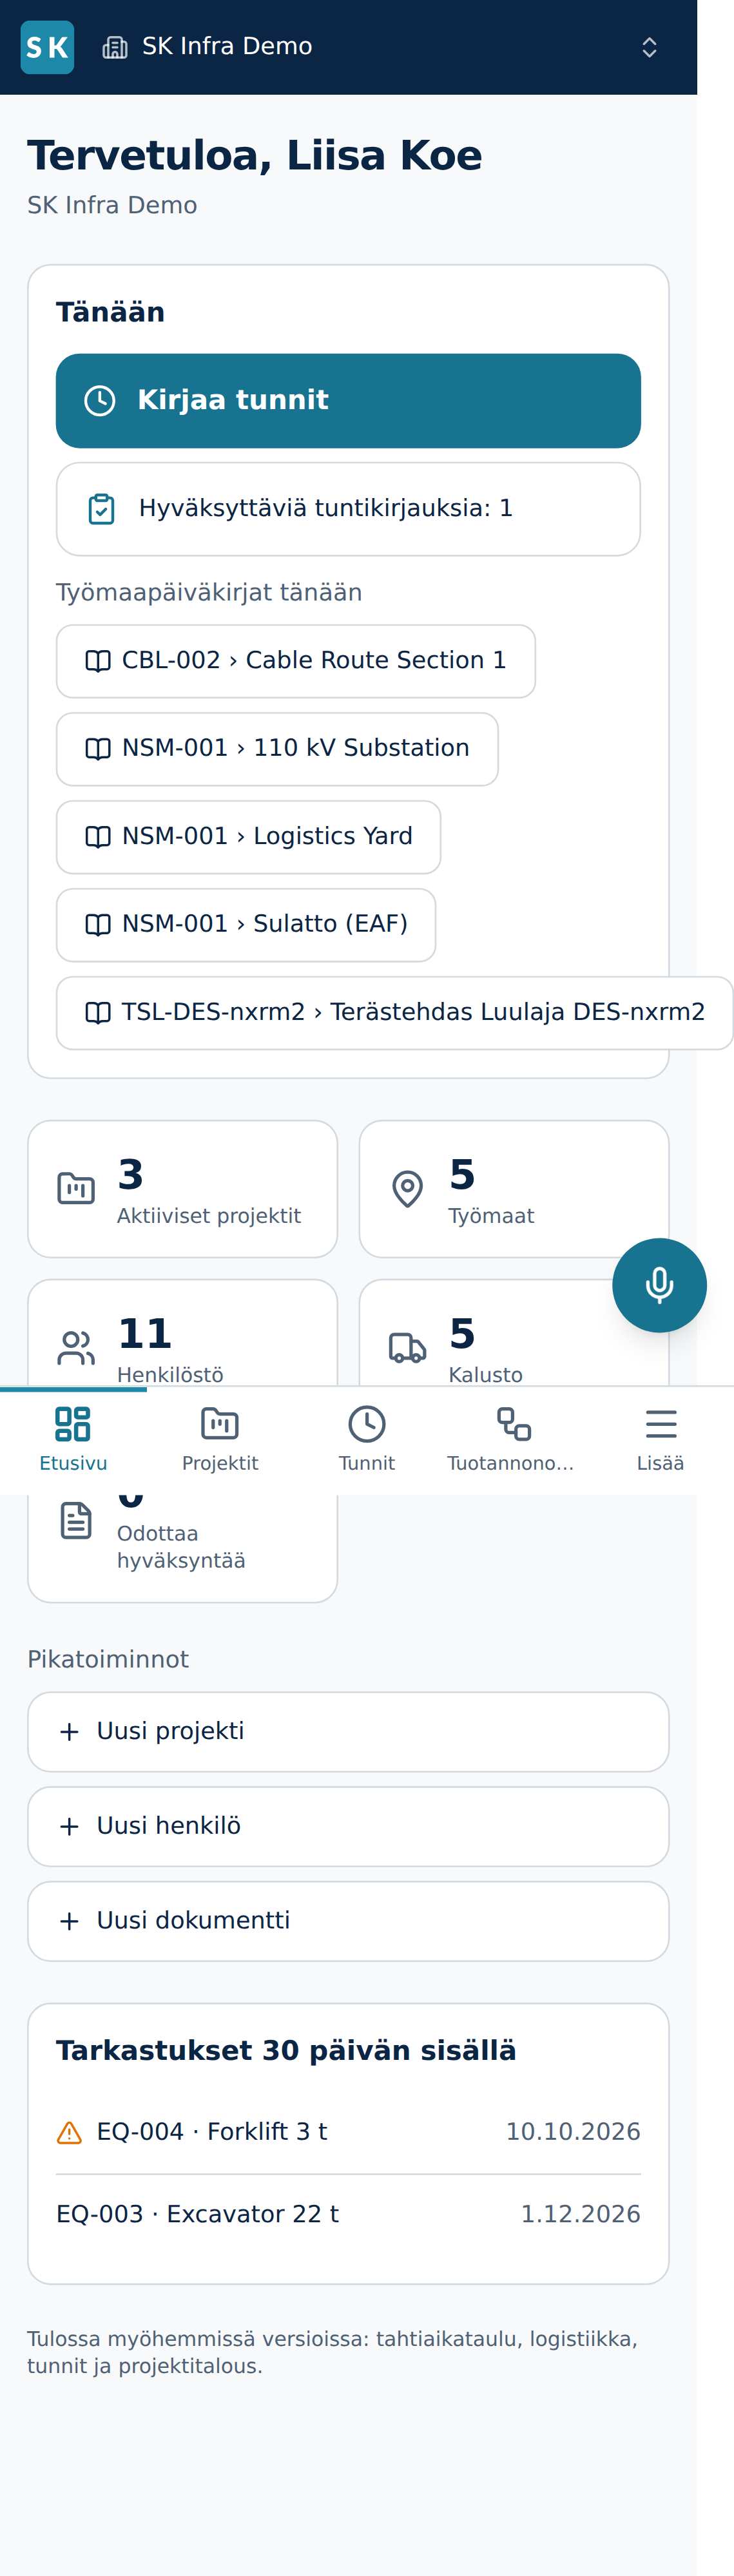 SK SK Infra Demo
Tervetuloa, Liisa Koe
SK Infra Demo
Tänään
Kirjaa tunnit
Hyväksyttäviä tuntikirjauksia: 1
Työmaapäiväkirjat tänään
CBL-002 › Cable Route Section 1
NSM-001 › 110 kV Substation
NSM-001 › Logistics Yard
NSM-001 › Sulatto (EAF)
TSL-DES-nxrm2 › Terästehdas Luulaja DES-nxrm2
3
Aktiiviset projektit
5
Työmaat
11
Henkilöstö
5
Kalusto
Etusivu
Projektit
Tunnit
Tuotannono...
Lisää
Odottaa
hyväksyntää
Pikatoiminnot
+ Uusi projekti
+ Uusi henkilö
+ Uusi dokumentti
Tarkastukset 30 päivän sisällä
EQ-004 · Forklift 3 t 10.10.2026
EQ-003 · Excavator 22 t 1.12.2026
Tulossa myöhemmissä versioissa: tahtiaikataulu, logistiikka,
tunnit ja projektitalous.